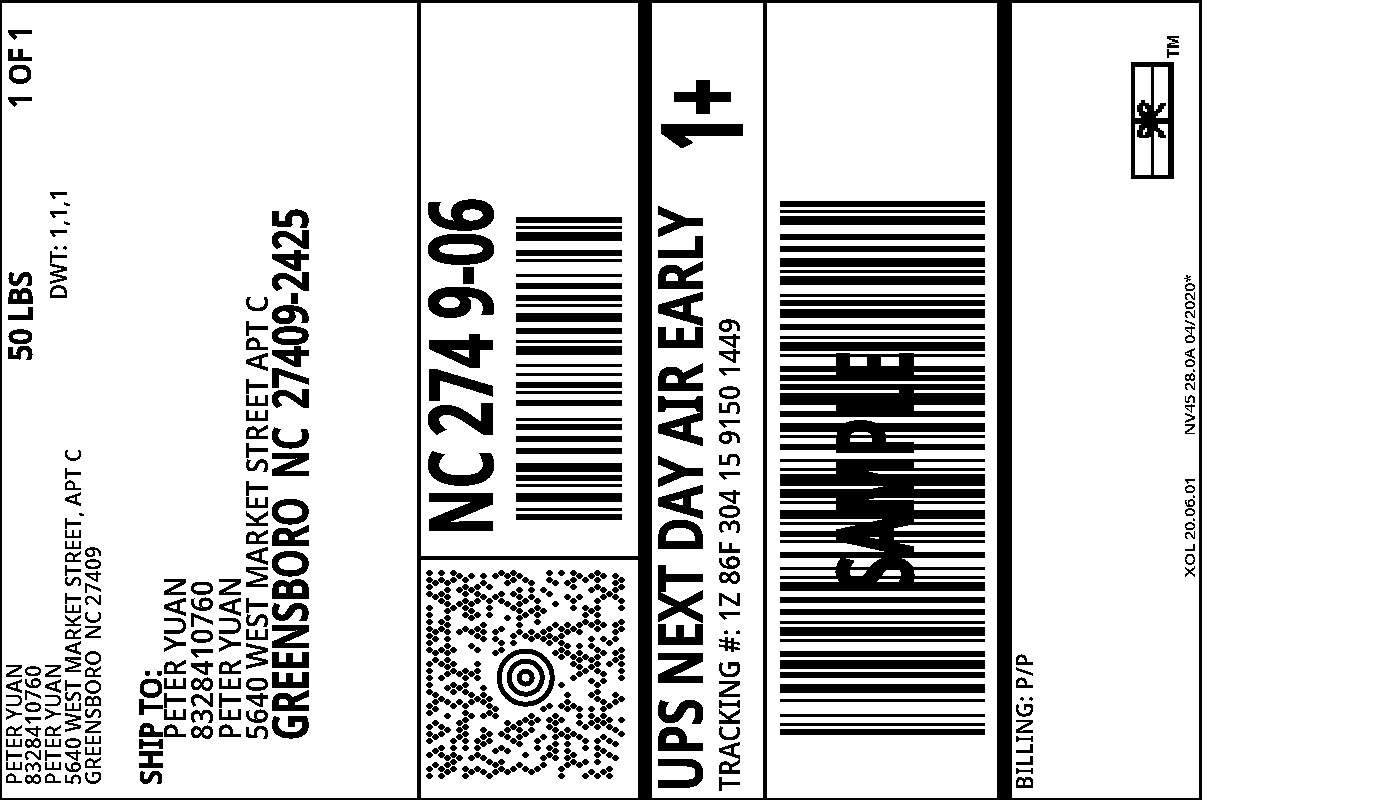 PETER YUAN
8328410760
PETER YUAN
5640 WEST MARKET STREET, APT C
GREENSBORO NC 27409
50 LBS
1 OF 1
DWT: 1,1,1
SHIP TO:
PETER YUAN
8328410760
PETER YUAN
5640 WEST MARKET STREET APT C
GREENSBORO NC 27409-2425
NC 274 9-06
UPS NEXT DAY AIR EARLY
1+
TRACKING #: 1Z 86F 304 15 9150 1449
SAMPLE
BILLING: P/P
XOL 20.06.01 NV45 28.0A 04/2020*
TM